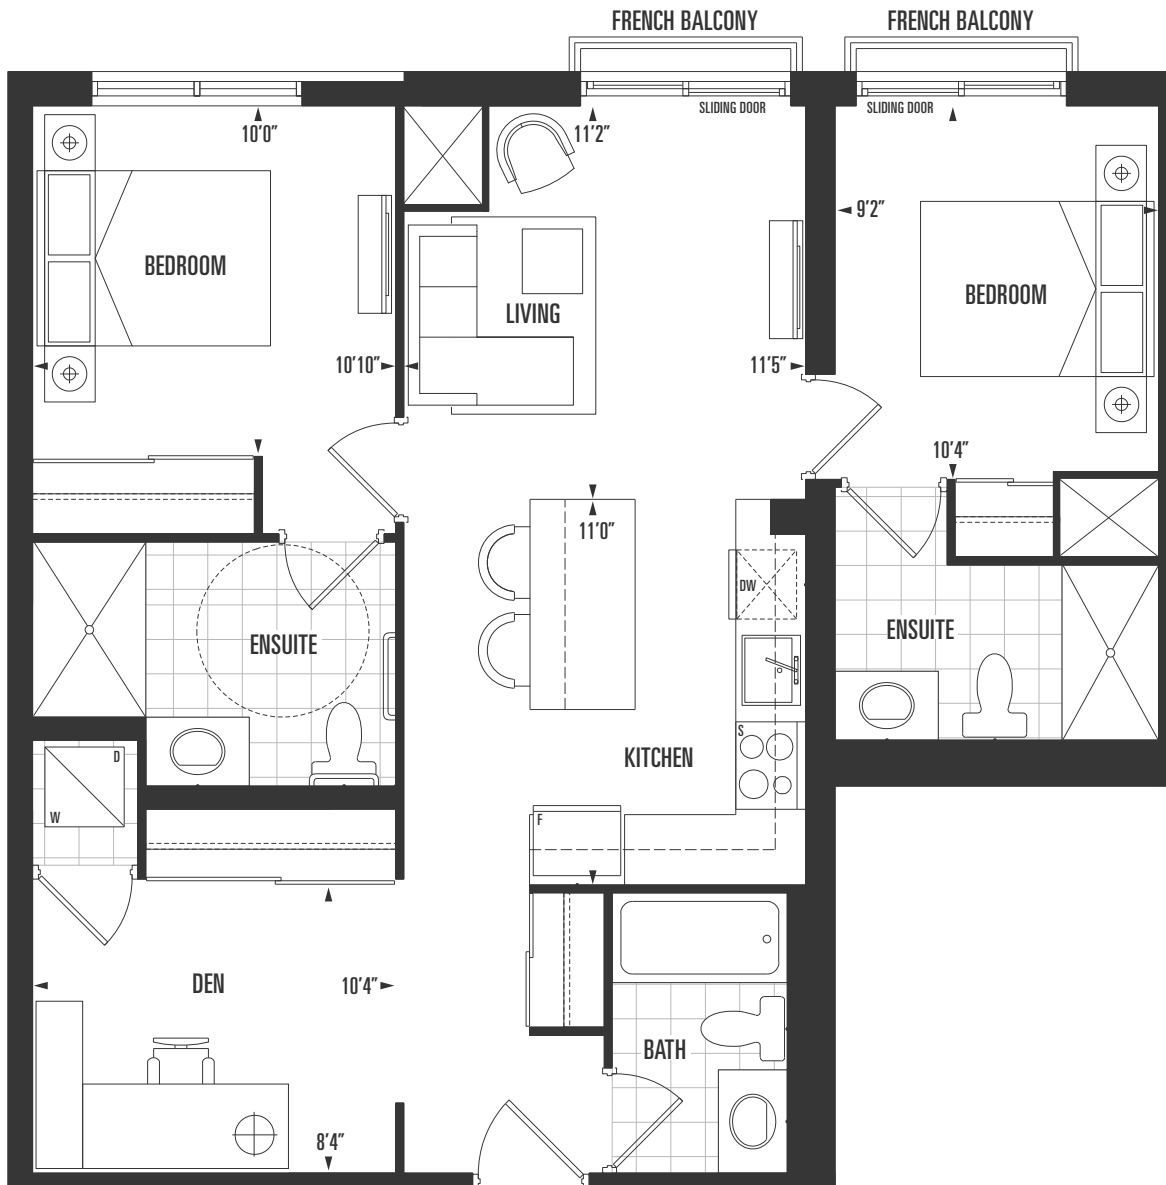 FRENCH BALCONY
FRENCH BALCONY
SLIDING DOOR
SLIDING DOOR
10'0"
11'2"
9'2"
BEDROOM
LIVING
BEDROOM
10'10"
11'5"
10'4"
11'0"
DW
ENSUITE
ENSUITE
S
D
KITCHEN
W
F
DEN
10'4"
BATH
8'4"